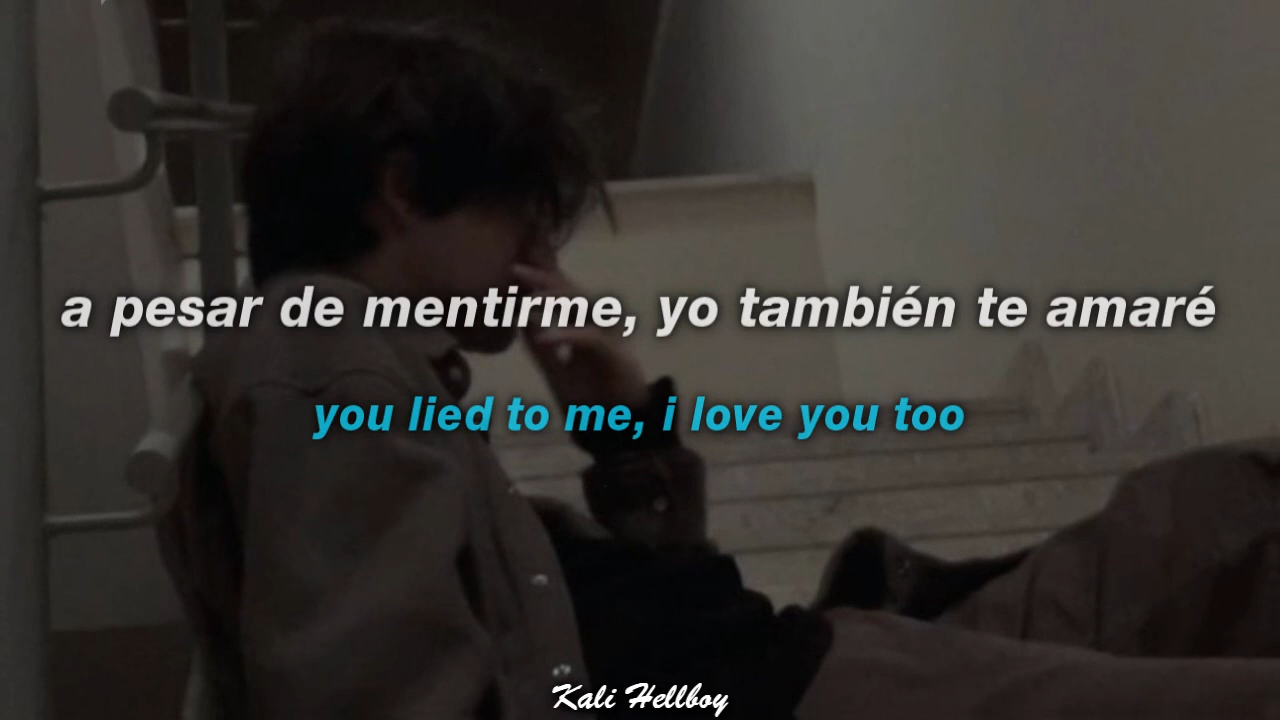 a pesar de mentirme, yo también te amaré
you lied to me, i love you too
Kali Hellboy